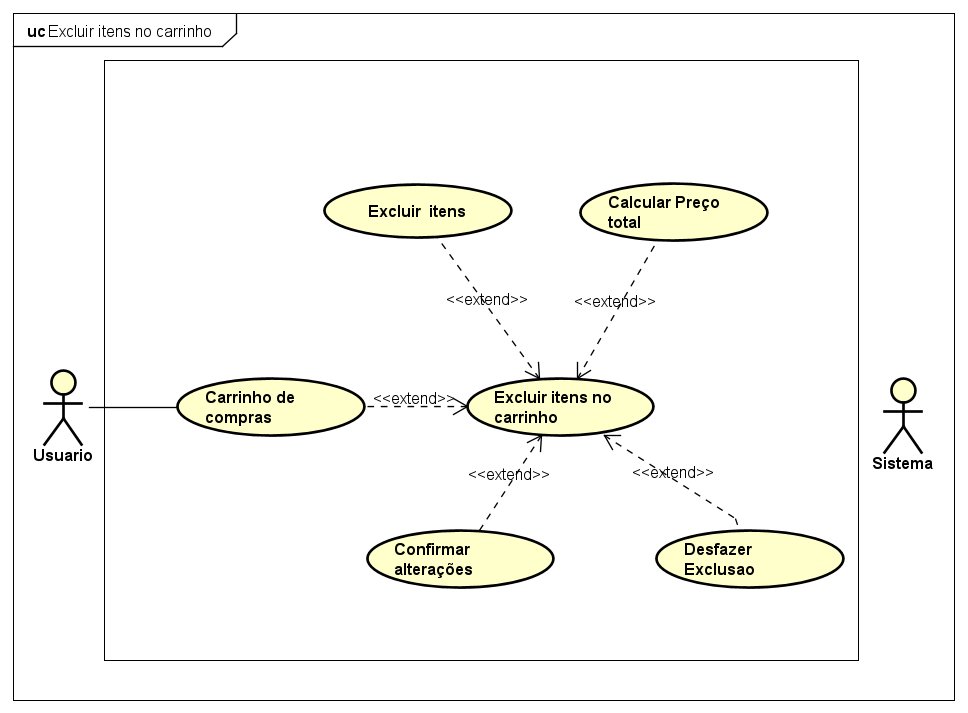 uc Excluir itens no carrinho
Excluir itens
Calcular Preço
total
<<extend>>
<<extend>>
Carrinho de
compras
<<extend>>
Excluir itens no
carrinho
Usuario
Sistema
<<extend>>
<<extend>>
Confirmar
alterações
Desfazer
Exclusao